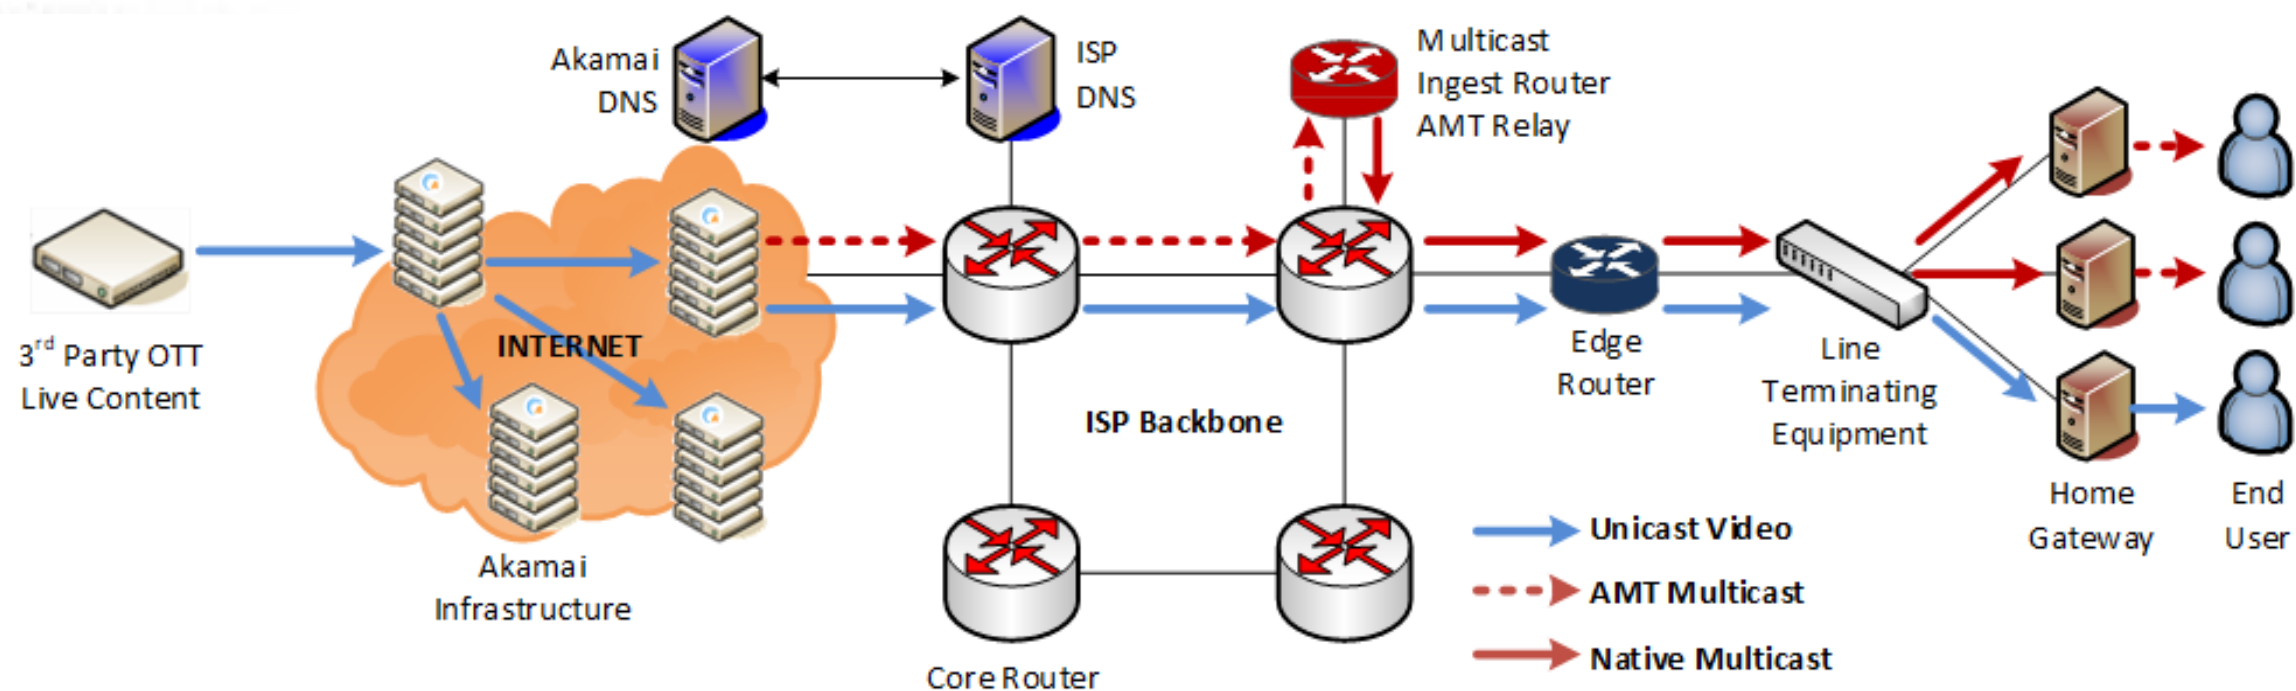 Akamai
DNS
ISP
DNS
Multicast
Ingest Router
AMT Relay
3rd Party OTT
Live Content
INTERNET
Akamai
Infrastructure
ISP Backbone
Core Router
Edge
Router
Line
Terminating
Equipment
Home
Gateway
End
User
Unicast Video
AMT Multicast
Native Multicast